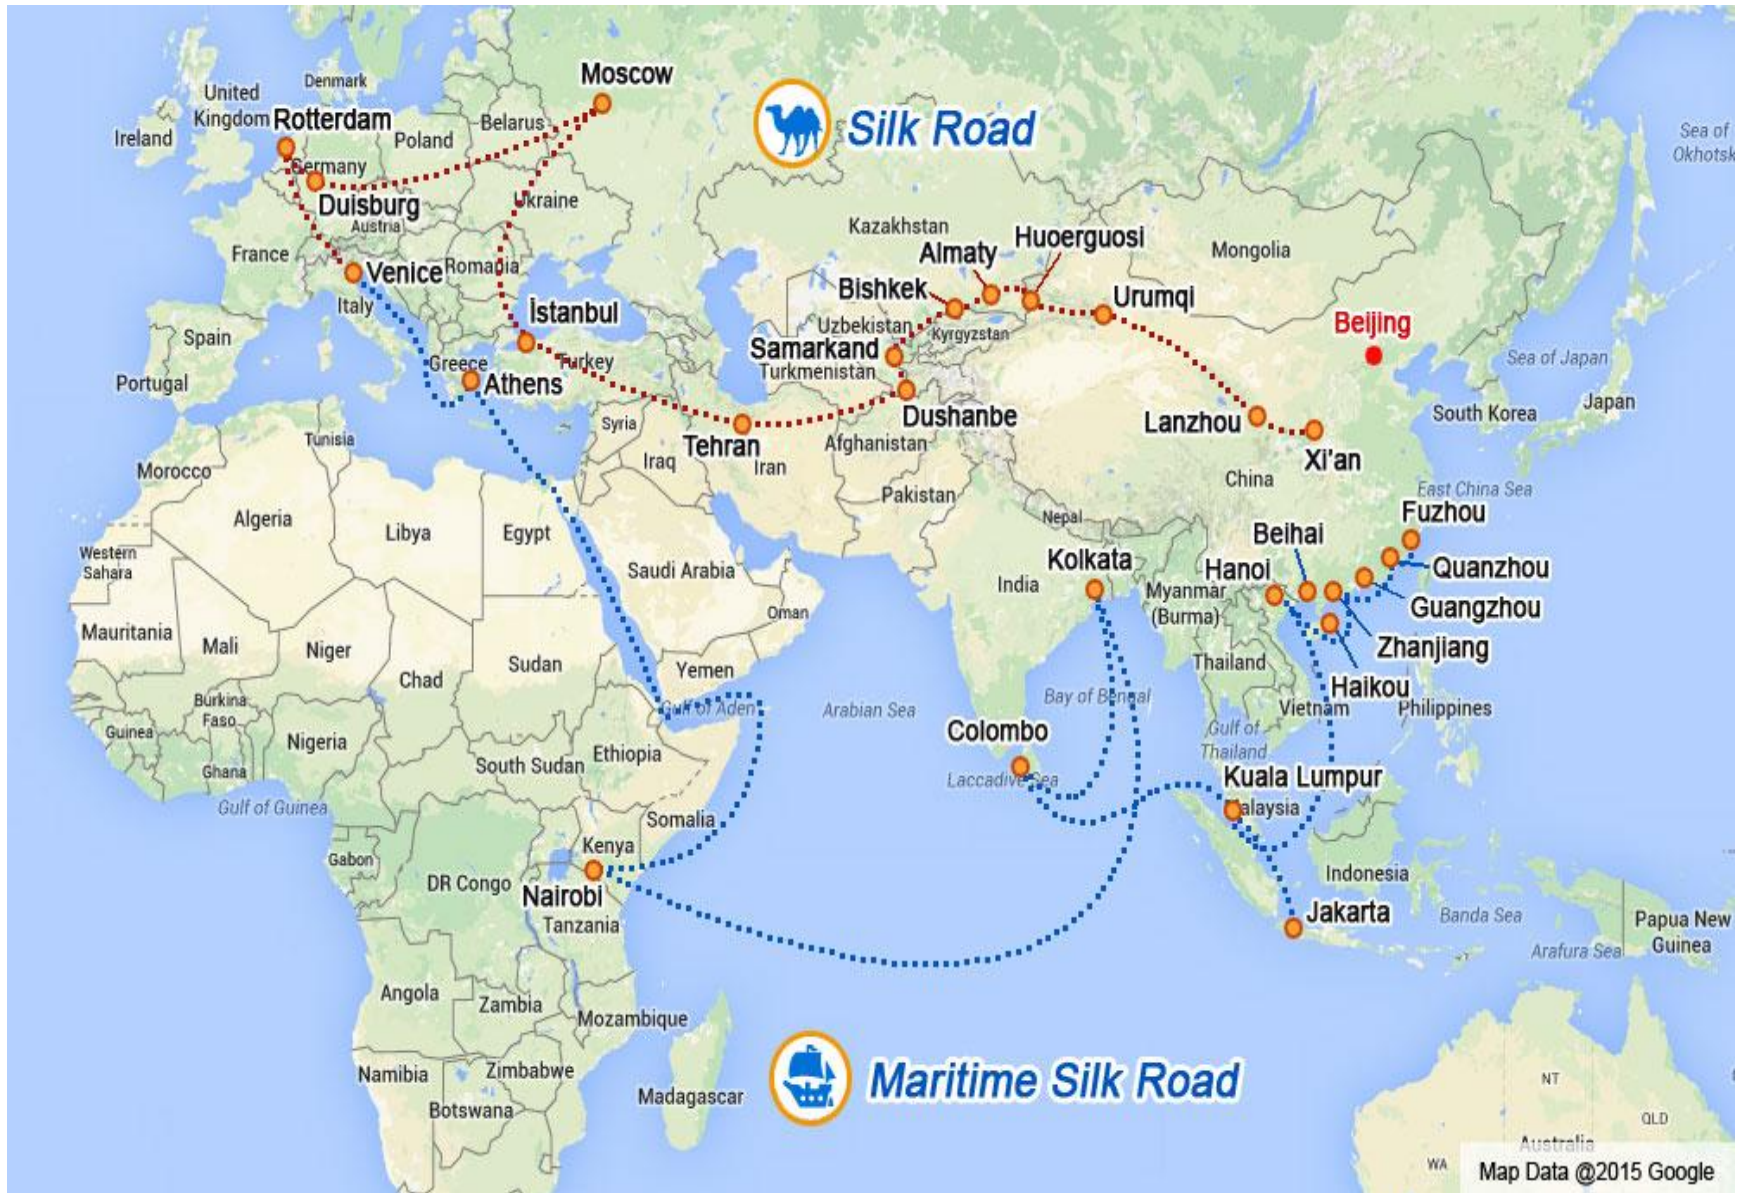 Moscow
Silk Road
Denmark
United
Kingdom
Rotterdam
Ireland
Belarus
Poland
Sea of
Okhotsk
Germany
Duisburg
Ukraine
Austria
Kazakhstan
Huoerguosi
Almaty
Mongolia
France
Venice
Romania
Bishkek
Urumqi
Italy
İstanbul
Uzbekistan
Kyrgyzstan
Beijing
Spain
Samarkand
Turkmenistan
Sea of Japan
Greece
Turkey
Portugal
Athens
Dushanbe
Japan
South Korea
Lanzhou
Syria
Tunisia
Tehran
Afghanistan
Morocco
Iraq
Iran
Xi'an
China
Pakistan
East China Sea
Algeria
Libya
Egypt
Nepal
Fuzhou
Beihai
Western
Sahara
Saudi Arabia
Kolkata
India
Hanoi
Quanzhou
Myanmar
(Burma)
Guangzhou
Oman
Mauritania
Mali
Niger
Sudan
Zhanjiang
Thailand
Yemen
Chad
Haikou
Burkina
Faso
Gulf of Aden
Arabian Sea
Bay of Bengal
Vietnam
Philippines
Guinea
Nigeria
Colombo
Gulf of
Thailand
Ethiopia
South Sudan
Ghana
Laccadive Sea
Kuala Lumpur
Malaysia
Gulf of Guinea
Somalia
Kenya
Gabon
DR Congo
Indonesia
Nairobi
Jakarta
Banda Sea
Papua New
Guinea
Tanzania
Arafura Sea
Angola
Zambia
Mozambique
Namibia
Zimbabwe
Botswana
Madagascar
Maritime Silk Road
NT
QLD
Australia
WA
Map Data @2015 Google